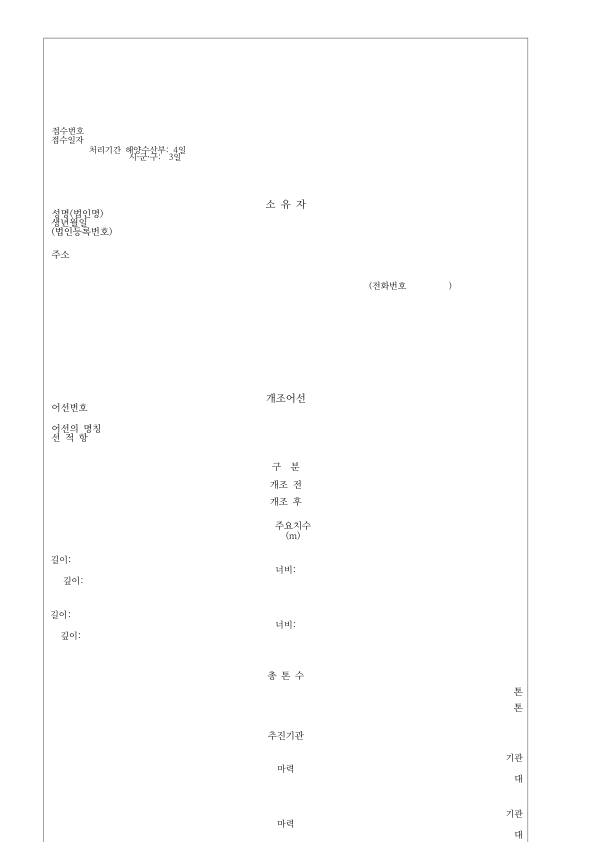 접수번호
접수일자
처리기간 해양수산부: 4일
시·군·구: 3일
소 유 자
성명(법인명)
생년월일
(법인등록번호)
주소
(전화번호 )
개조어선
어선번호
어선의 명칭
선 적 항
구 분
개조 전
개조 후
주요치수
(m)
길이:
너비:
깊이:
길이:
너비:
깊이:
총 톤 수
톤
톤
추진기관
기관
마력
대
기관
마력
대